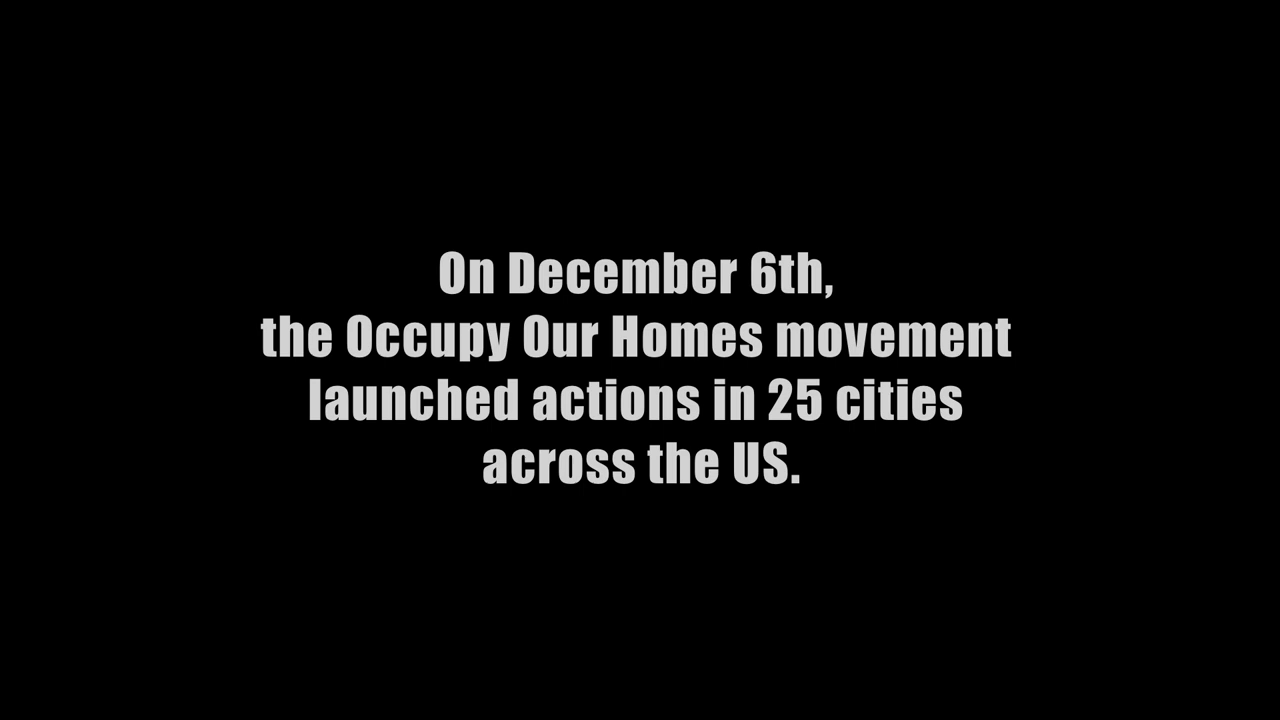 On December 6th,
the Occupy Our Homes movement
launched actions in 25 cities
across the US.